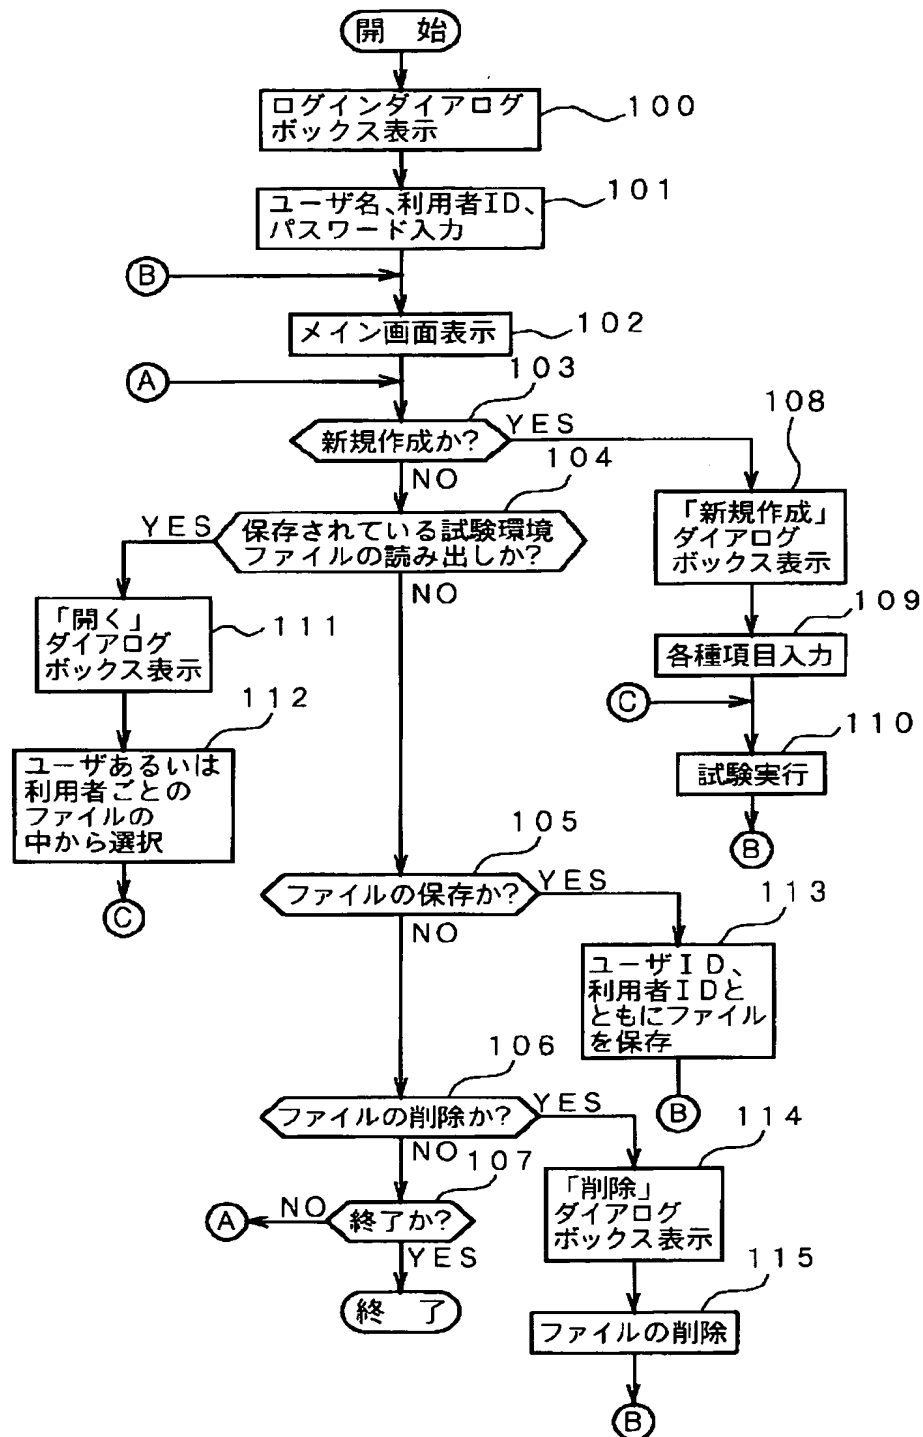 開 始
ログインダイアログ
ボックス表示
100
ユーザ名、利用者ID、
パスワード入力
101
B
メイン画面表示
102
A
103
新規作成か?
YES
NO
108
「新規作成」
ダイアログ
ボックス表示
104
保存されている試験環境
ファイルの読み出しか?
YES
NO
109
各種項目入力
「開く」
ダイアログ
ボックス表示
111
C
110
試験実行
B
112
ユーザあるいは
利用者ごとの
ファイルの
中から選択
C
105
ファイルの保存か?
YES
NO
113
ユーザID、
利用者IDと
ともにファイル
を保存
B
106
ファイルの削除か?
YES
NO
114
「削除」
ダイアログ
ボックス表示
107
終了か?
NO
A
YES
終 了
115
ファイルの削除
B